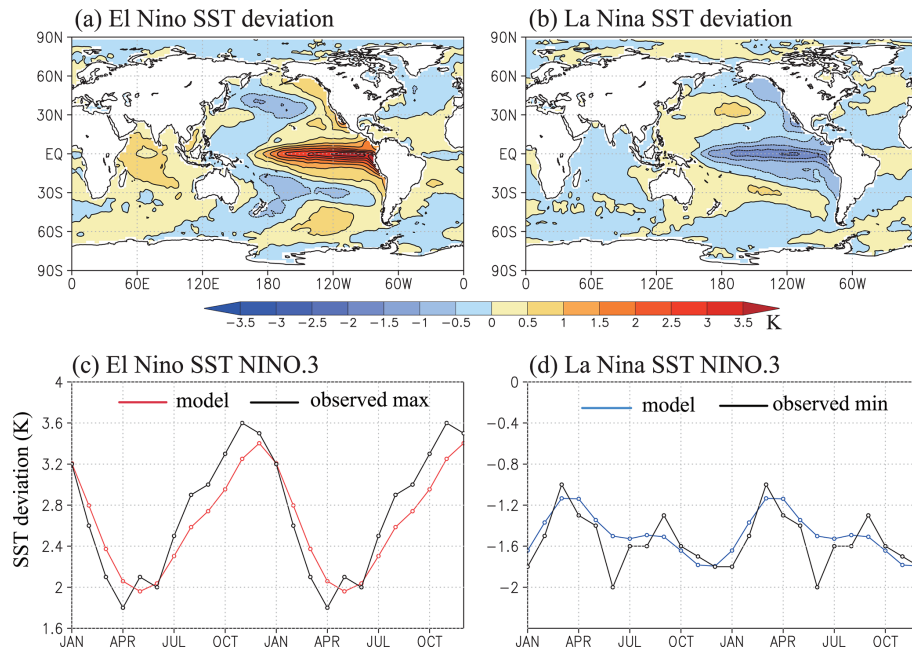 (a) El Nino SST deviation
(b) La Nina SST deviation
90N
60N
30N
EQ
30S
60S
90S
0 60E 120E 180 120W 60W 0
90N
60N
30N
EQ
30S
60S
90S
0 60E 120E 180 120W 60W
-3.5 -3 -2.5 -2 -1.5 -1 -0.5 0 0.5 1 1.5 2 2.5 3 3.5 K
(c) El Nino SST NINO.3
(d) La Nina SST NINO.3
model observed max
SST deviation (K)
4
3.6
3.2
2.8
2.4
2
1.6
JAN APR JUL OCT JAN APR JUL OCT
model observed min
0
-0.4
-0.8
-1.2
-1.6
-2
JAN APR JUL OCT JAN APR JUL OCT